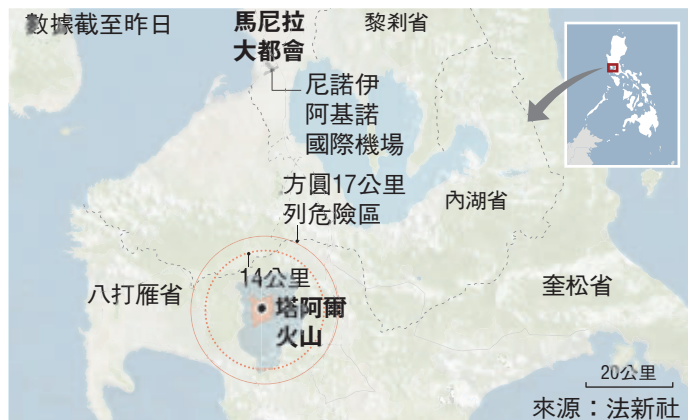 數據截至昨日
馬尼拉
大都會
黎剎省
尼諾伊
阿基諾
國際機場
方圓17公里
列危險區
內湖省
14公里
八打雁省
塔阿爾
火山
奎松省
20公里
來源：法新社